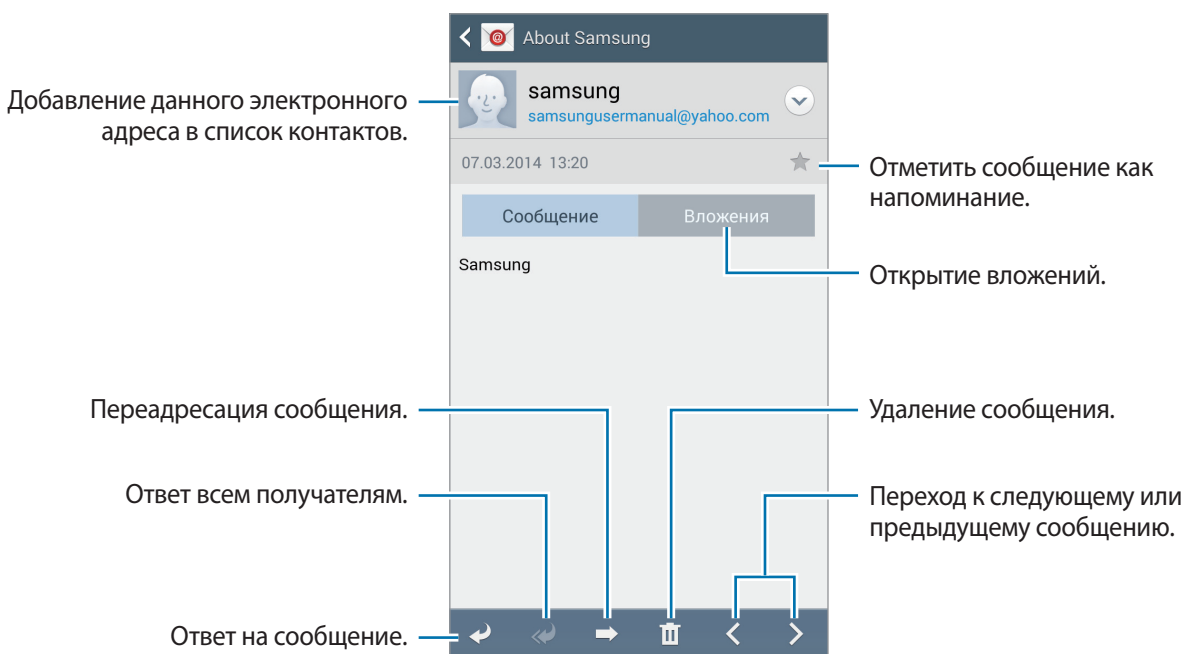 About Samsung
Добавление данного электронного
адреса в список контактов.
samsung
samsungusermanual@yahoo.com
07.03.2014 13:20
Отметить сообщение как
напоминание.
Сообщение
Вложения
Samsung
Открытие вложений.
Переадресация сообщения.
Удаление сообщения.
Ответ всем получателям.
Переход к следующему или
предыдущему сообщению.
Ответ на сообщение.